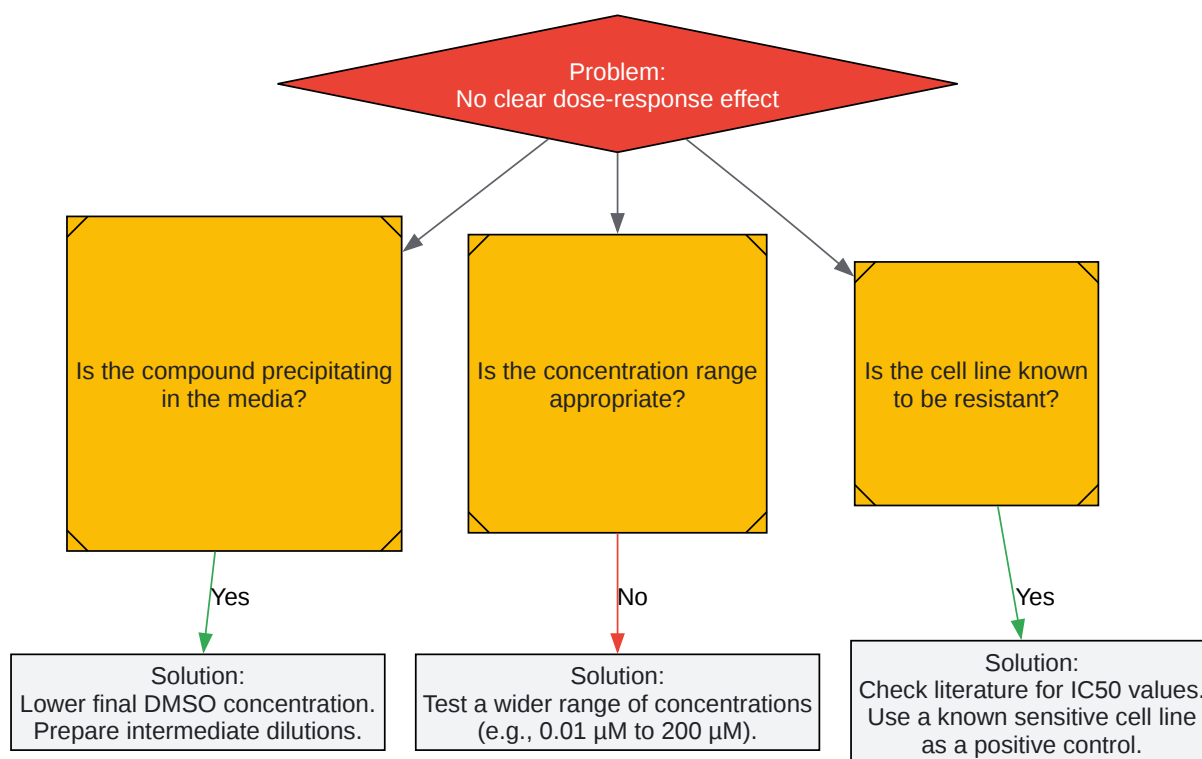 Problem:
No clear dose-response effect
Is the compound precipitating
in the media?
Is the concentration range
appropriate?
Is the cell line known
to be resistant?
Yes
No
Yes
Solution:
Lower final DMSO concentration.
Prepare intermediate dilutions.
Solution:
Test a wider range of concentrations
(e.g., 0.01 µM to 200 µM).
Solution:
Check literature for IC50 values.
Use a known sensitive cell line
as a positive control.